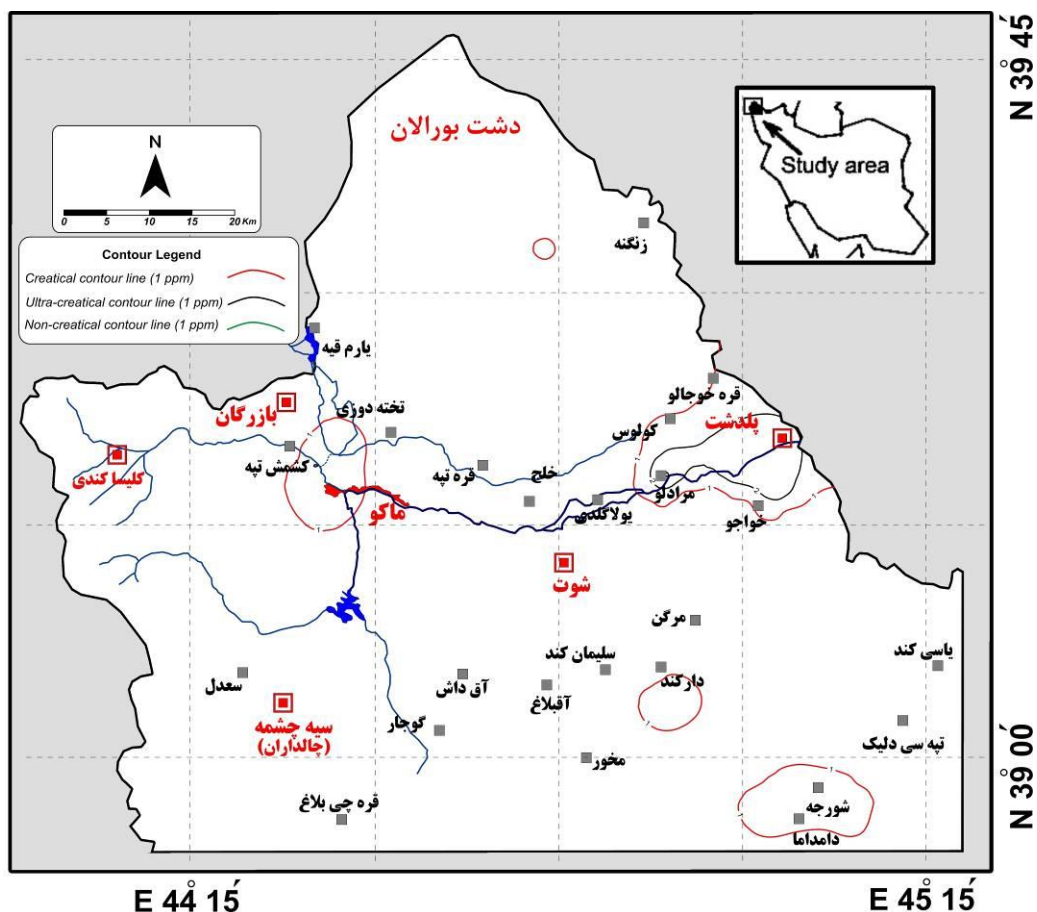 N 39° 45´
دشت بورالان
N
0 5 10 15 20 Km
Study area
Contour Legend
Creatical contour line (1 ppm)
Ultra-creatical contour line (1 ppm)
Non-creatical contour line (1 ppm)
زنگنه
یارم قیه
قره خوجالو
بازرگان
تخته دوزی
کولوس
پلدشت
کلیسا کندی
کشمش تپه
قره تپه
خلج
مرادلو
ماکو
یولاگلدی
خواجو
شوت
مرگن
سعدل
آق داش
سلیمان کند
دارکند
یاسی کند
آقبلاغ
سیه چشمه
(چالداران)
گوجار
تپه سی دلیک
مخور
N 39° 00´
قره چی بلاغ
شورجه
دامداما
E 44° 15´
E 45° 15´